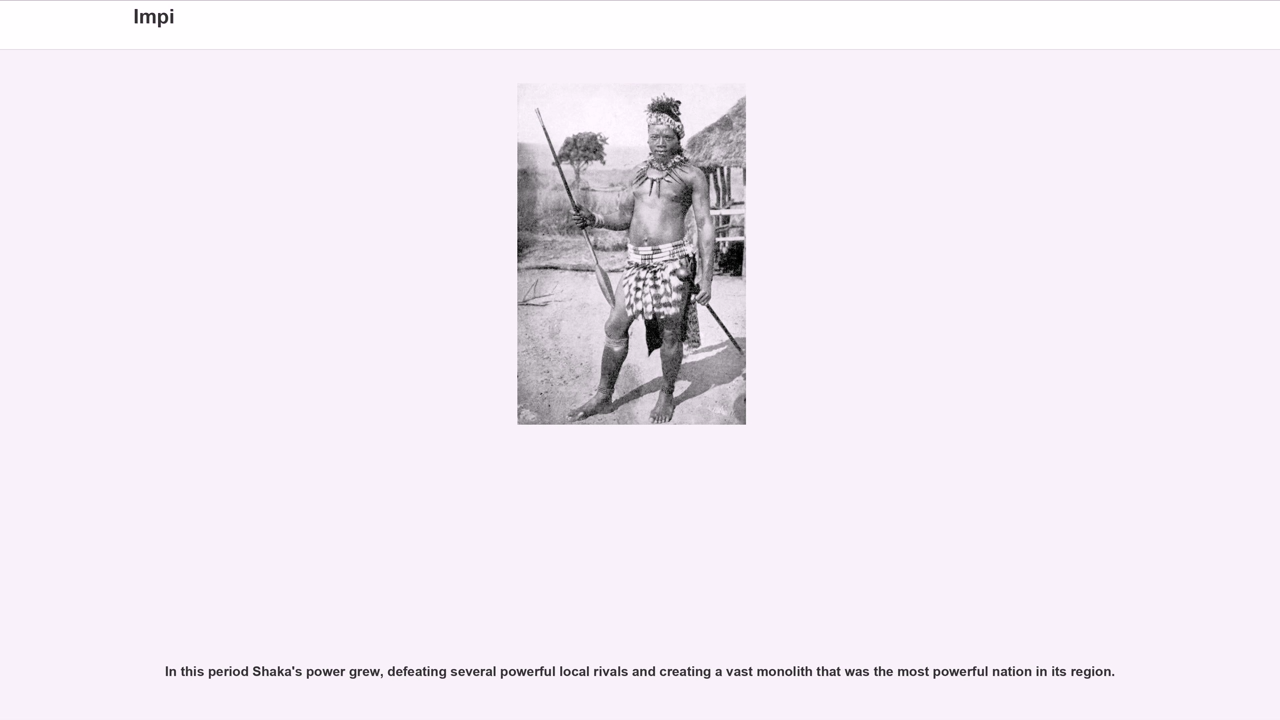 Impi
In this period Shaka's power grew, defeating several powerful local rivals and creating a vast monolith that was the most powerful nation in its region.